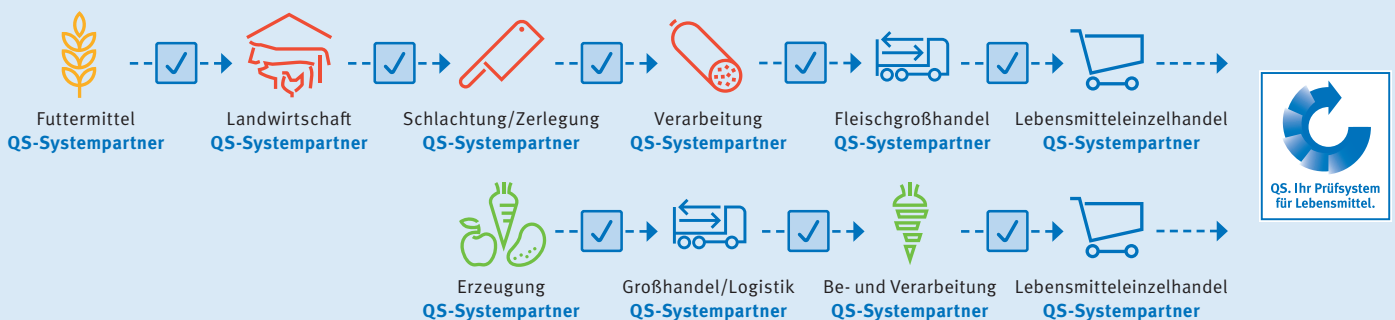 Futtermittel
QS-Systempartner
Landwirtschaft
QS-Systempartner
Schlachtung/Zerlegung
QS-Systempartner
Verarbeitung
QS-Systempartner
Fleischgroßhandel
QS-Systempartner
Lebensmitteleinzelhandel
QS-Systempartner
QS. Ihr Prüfsystem
für Lebensmittel.
Erzeugung
QS-Systempartner
Großhandel/Logistik
QS-Systempartner
Be- und Verarbeitung
QS-Systempartner
Lebensmitteleinzelhandel
QS-Systempartner